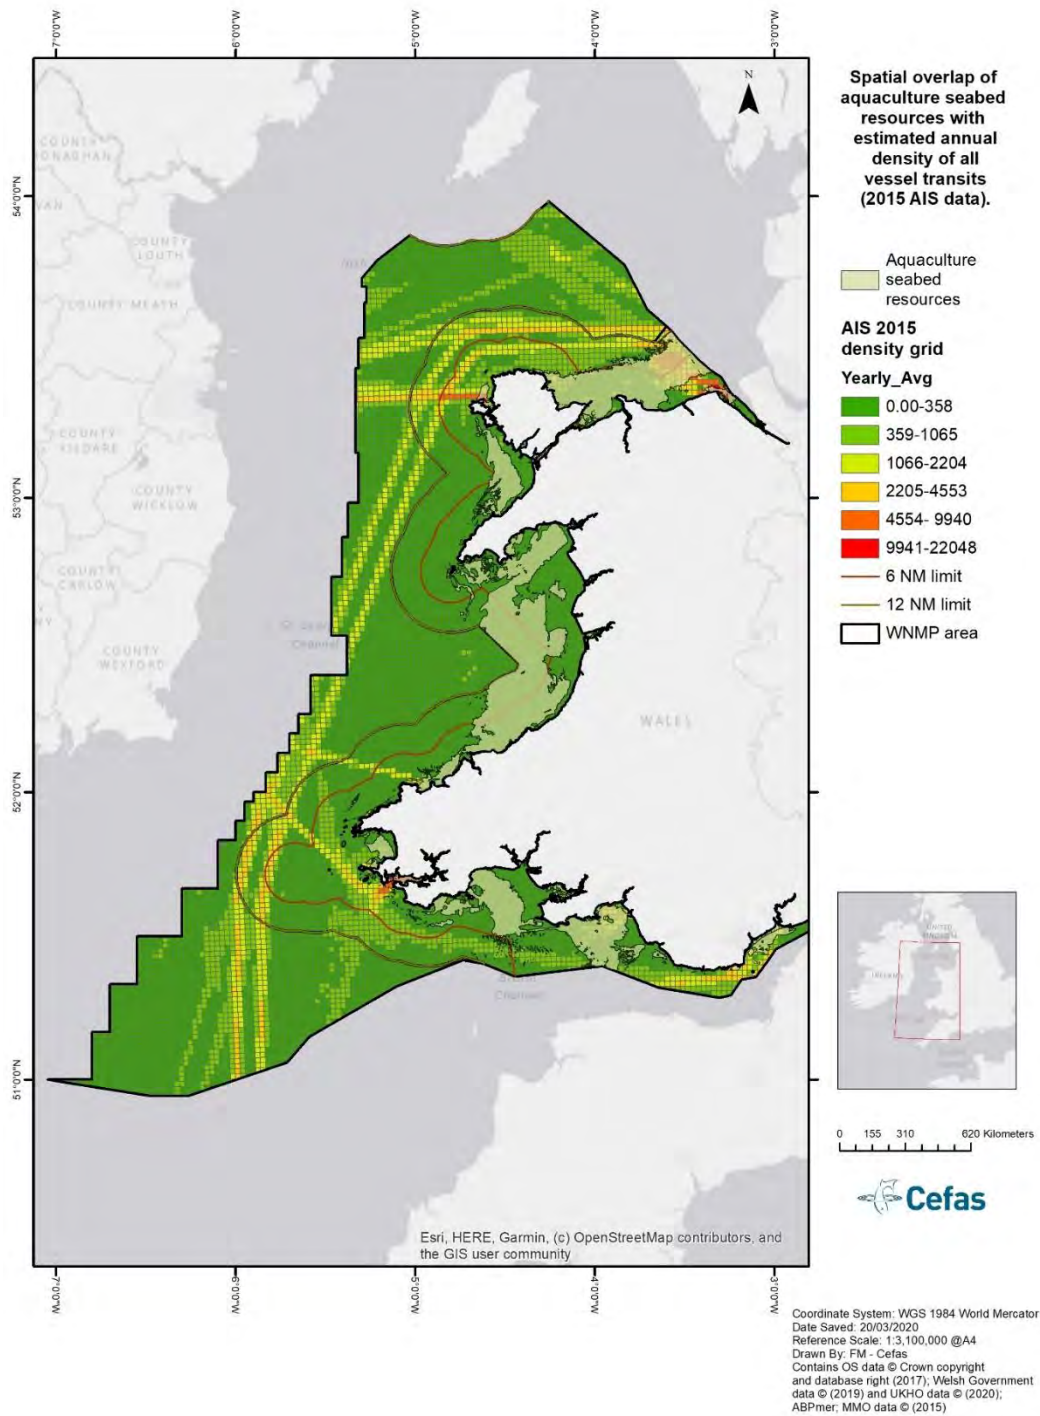 7°0'0"W
6°0'0"W
5°0'0"W
4°0'0"W
3°0'0"W
54°0'0"N
53°0'0"N
52°0'0"N
51°0'0"N
N
COUNTY
COUNTY
LOUTH
COUNTY MEATH
COUNTY
KILDARE
COUNTY
WICKLOW
COUNTY
CARLOW
COUNTY
WEXFORD
Channel
WALES
Channel
Esri, HERE, Garmin, (c) OpenStreetMap contributors, and
the GIS user community
7°0'0"W
6°0'0"W
5°0'0"W
4°0'0"W
3°0'0"W
Spatial overlap of
aquaculture seabed
resources with
estimated annual
density of all
vessel transits
(2015 AIS data).
Aquaculture
seabed
resources
AIS 2015
density grid
Yearly_Avg
0.00-358
359-1065
1066-2204
2205-4553
4554- 9940
9941-22048
6 NM limit
12 NM limit
WNMP area
UNITED
KINGDOM
0 155 310 620 Kilometers
Cefas
Coordinate System: WGS 1984 World Mercator
Date Saved: 20/03/2020
Reference Scale: 1:3,100,000 @A4
Drawn By: FM - Cefas
Contains OS data © Crown copyright
and database right (2017); Welsh Government
data © (2019) and UKHO data © (2020);
ABPmer; MMO data © (2015)